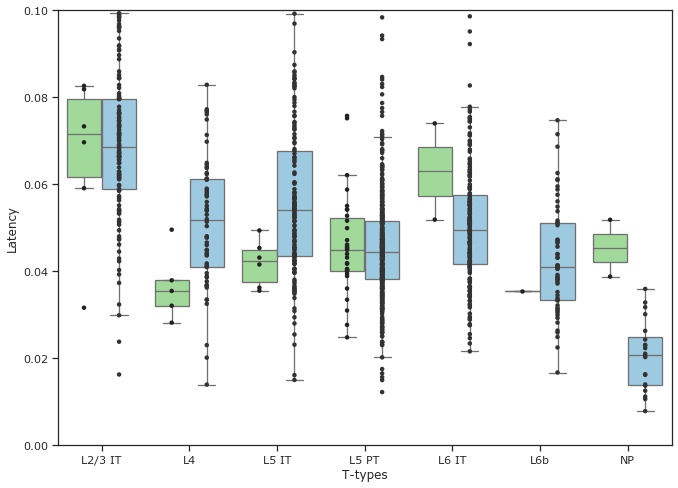 0.10
0.08
0.06
0.04
0.02
0.00
Latency
L2/3 IT
L4
L5 IT
L5 PT
L6 IT
L6b
NP
T-types